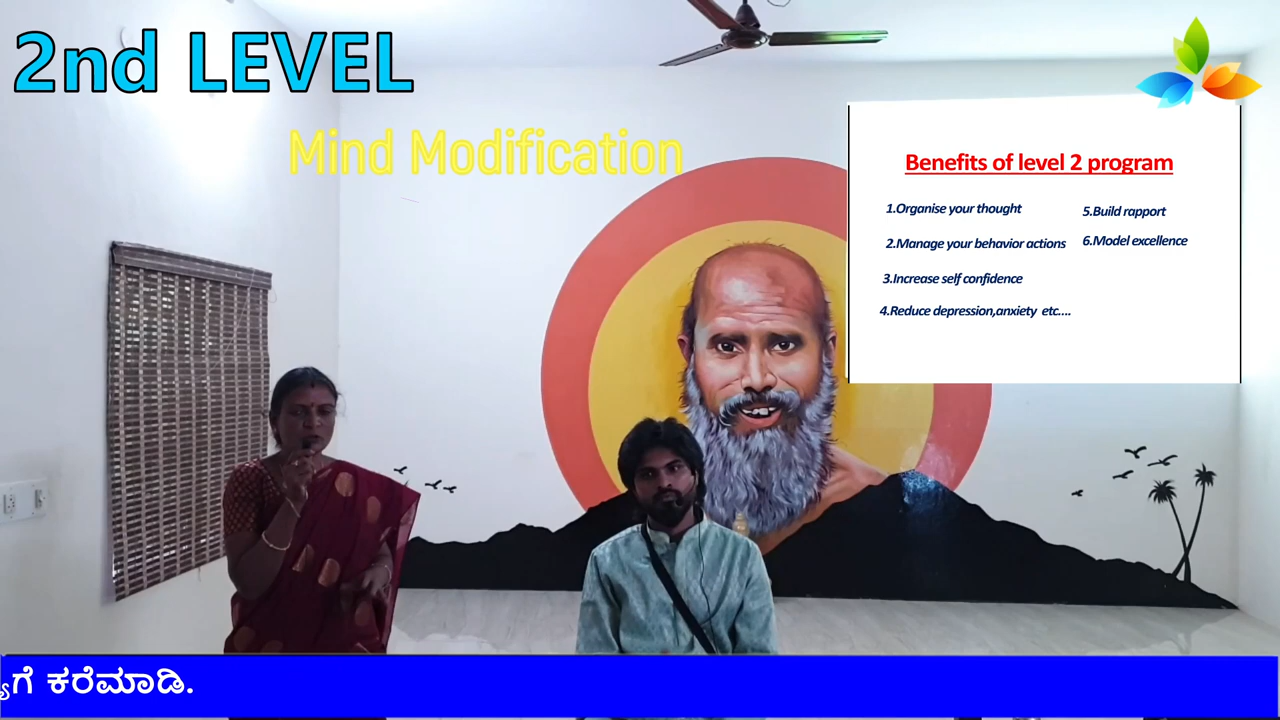 2nd LEVEL
Mind Modification
Benefits of level 2 program
1.Organise your thought
2.Manage your behavior actions
3.Increase self confidence
4.Reduce depression,anxiety etc....
5.Build rapport
6.Model excellence
ಕರೆಮಾಡಿ.